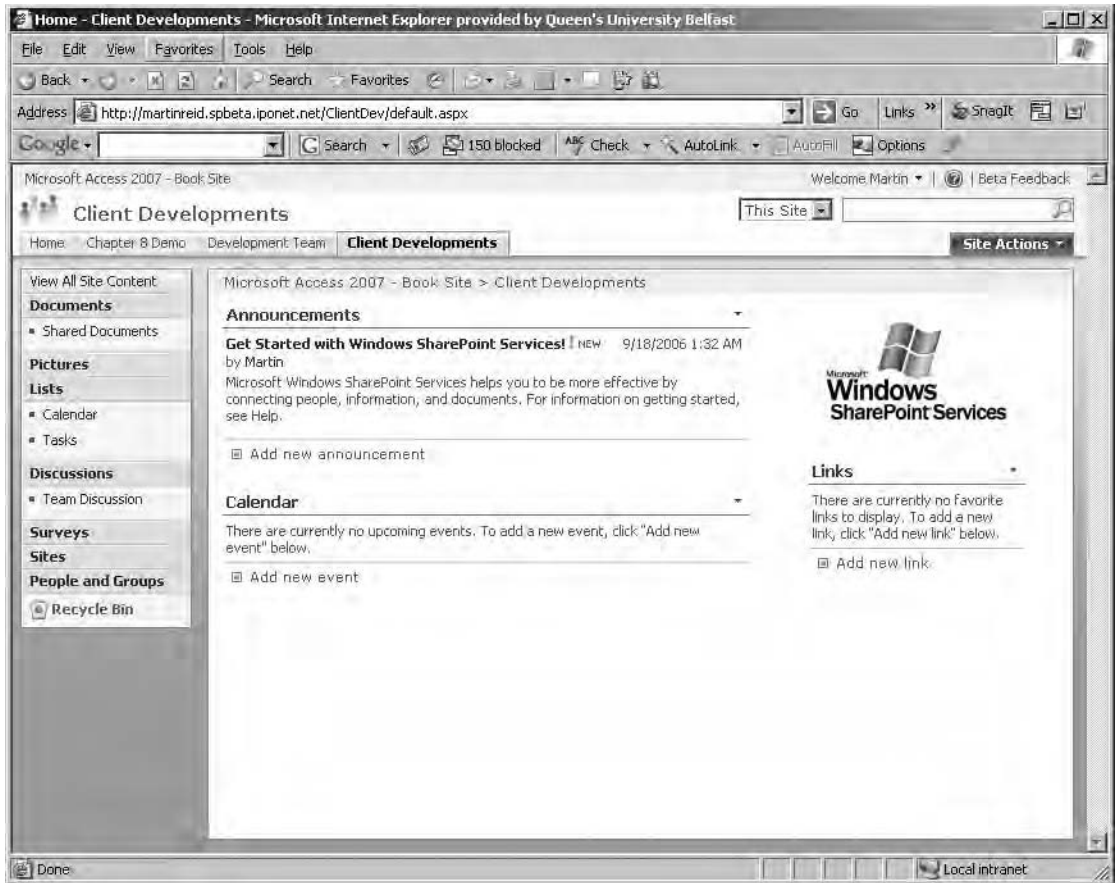 Home - Client Developments - Microsoft Internet Explorer provided by Queen's University Belfast
File Edit View Favorites Tools Help
Back Search Favorites
Address http://martinreid.spbeta.iponet.net/ClientDev/default.aspx Go Links » SnagIt
Google Search 150 blocked ABC Check AutoLink AutoFill Options
Microsoft Access 2007 - Book Site Welcome Martin | Beta Feedback
Client Developments This Site
Home Chapter 8 Demo Development Team Client Developments Site Actions
View All Site Content
Documents
Shared Documents
Pictures
Lists
Calendar
Tasks
Discussions
Team Discussion
Surveys
Sites
People and Groups
Recycle Bin
Microsoft Access 2007 - Book Site > Client Developments
Announcements
Get Started with Windows SharePoint Services! ! NEW 9/18/2006 1:32 AM
by Martin
Microsoft Windows SharePoint Services helps you to be more effective by
connecting people, information, and documents. For information on getting started,
see Help.
Add new announcement
Calendar
There are currently no upcoming events. To add a new event, click "Add new
event" below.
Add new event
Microsoft
Windows
SharePoint Services
Links
There are currently no favorite
links to display. To add a new
link, click "Add new link" below.
Add new link
Done Local intranet